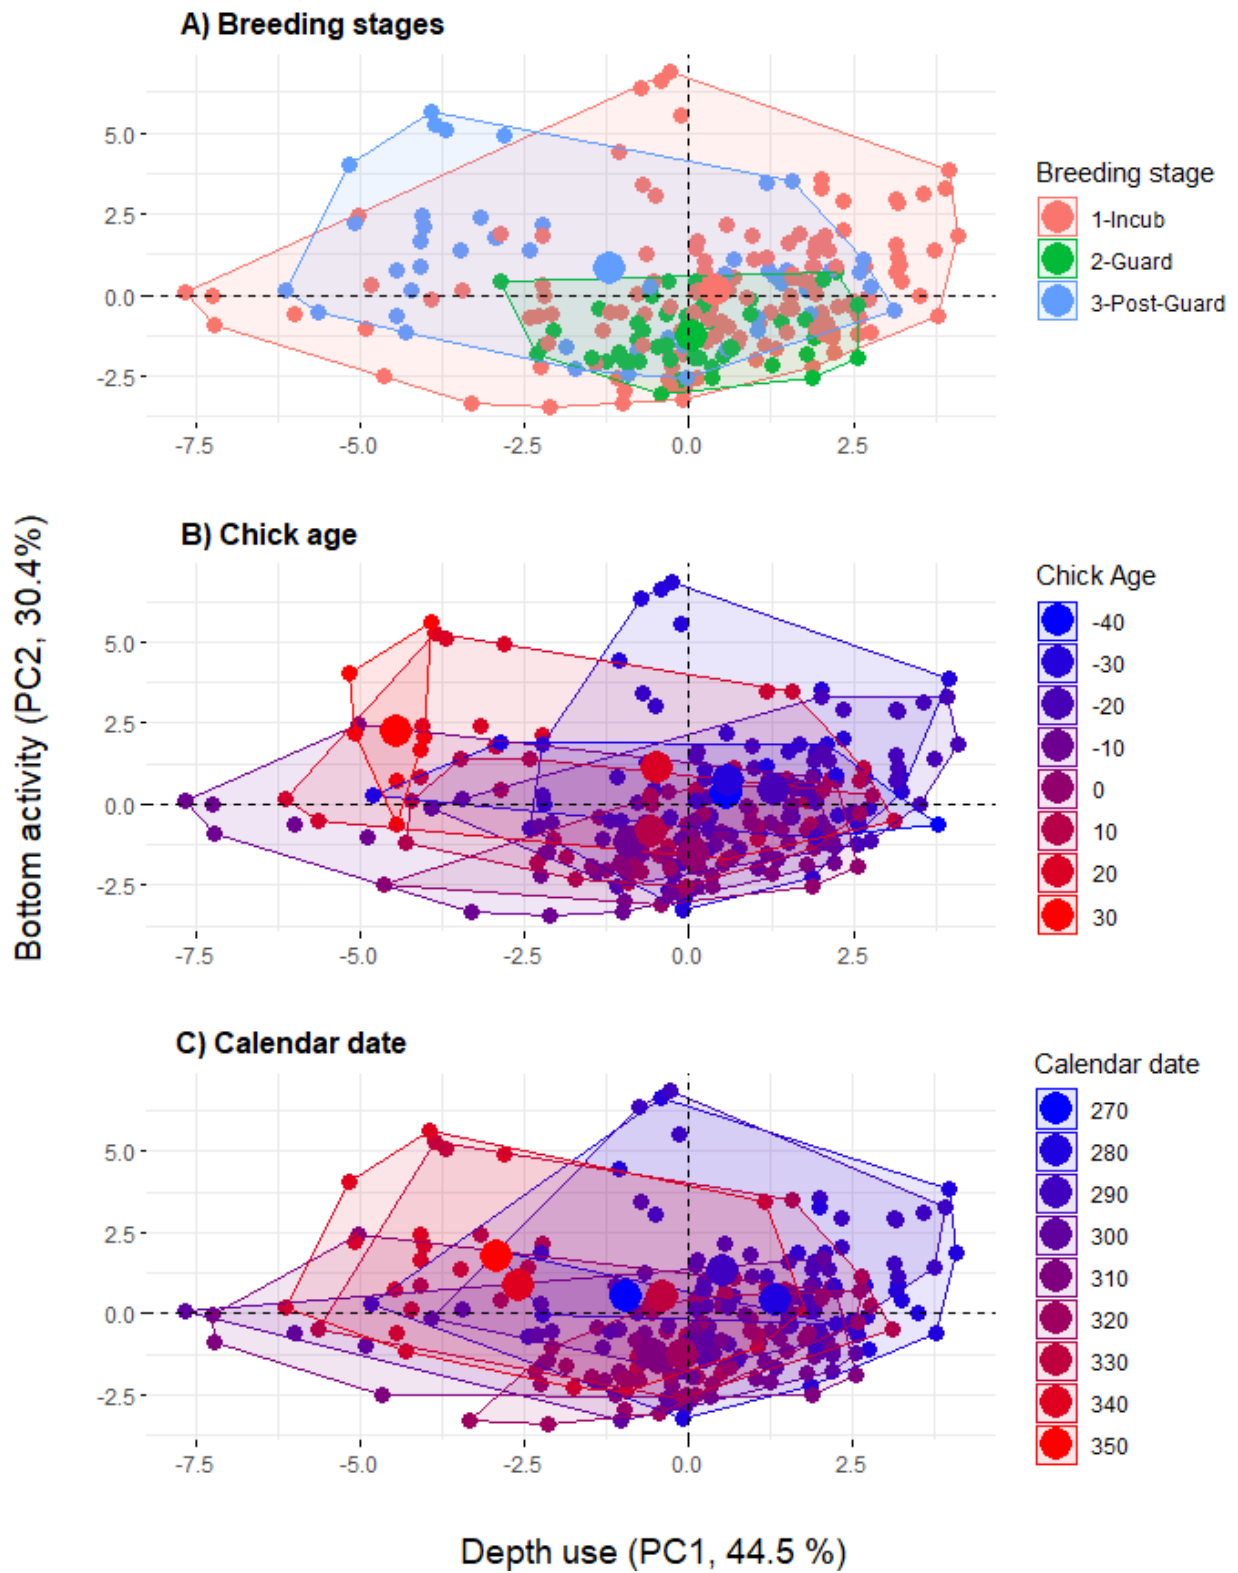 A) Breeding stages
5.0
2.5
0.0
-2.5
-7.5 -5.0 -2.5 0.0 2.5
Breeding stage
1-Incub
2-Guard
3-Post-Guard
Bottom activity (PC2, 30.4%)
B) Chick age
5.0
2.5
0.0
-2.5
-7.5 -5.0 -2.5 0.0 2.5
Chick Age
-40
-30
-20
-10
0
10
20
30
C) Calendar date
5.0
2.5
0.0
-2.5
-7.5 -5.0 -2.5 0.0 2.5
Calendar date
270
280
290
300
310
320
330
340
350
Depth use (PC1, 44.5 %)